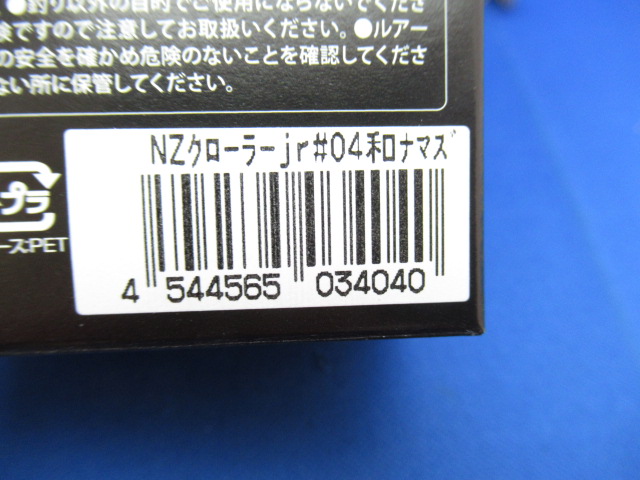 ●釣り以外の目的でご使用にならないでくださ
険ですので注意してお取扱いください。●ルアー
の安全を確かめ危険のないことを確認してくださ
ない所に保管してください。
プラ
ース:PET
NZクローラーjr#04和ロナマズ
4 544565 034040